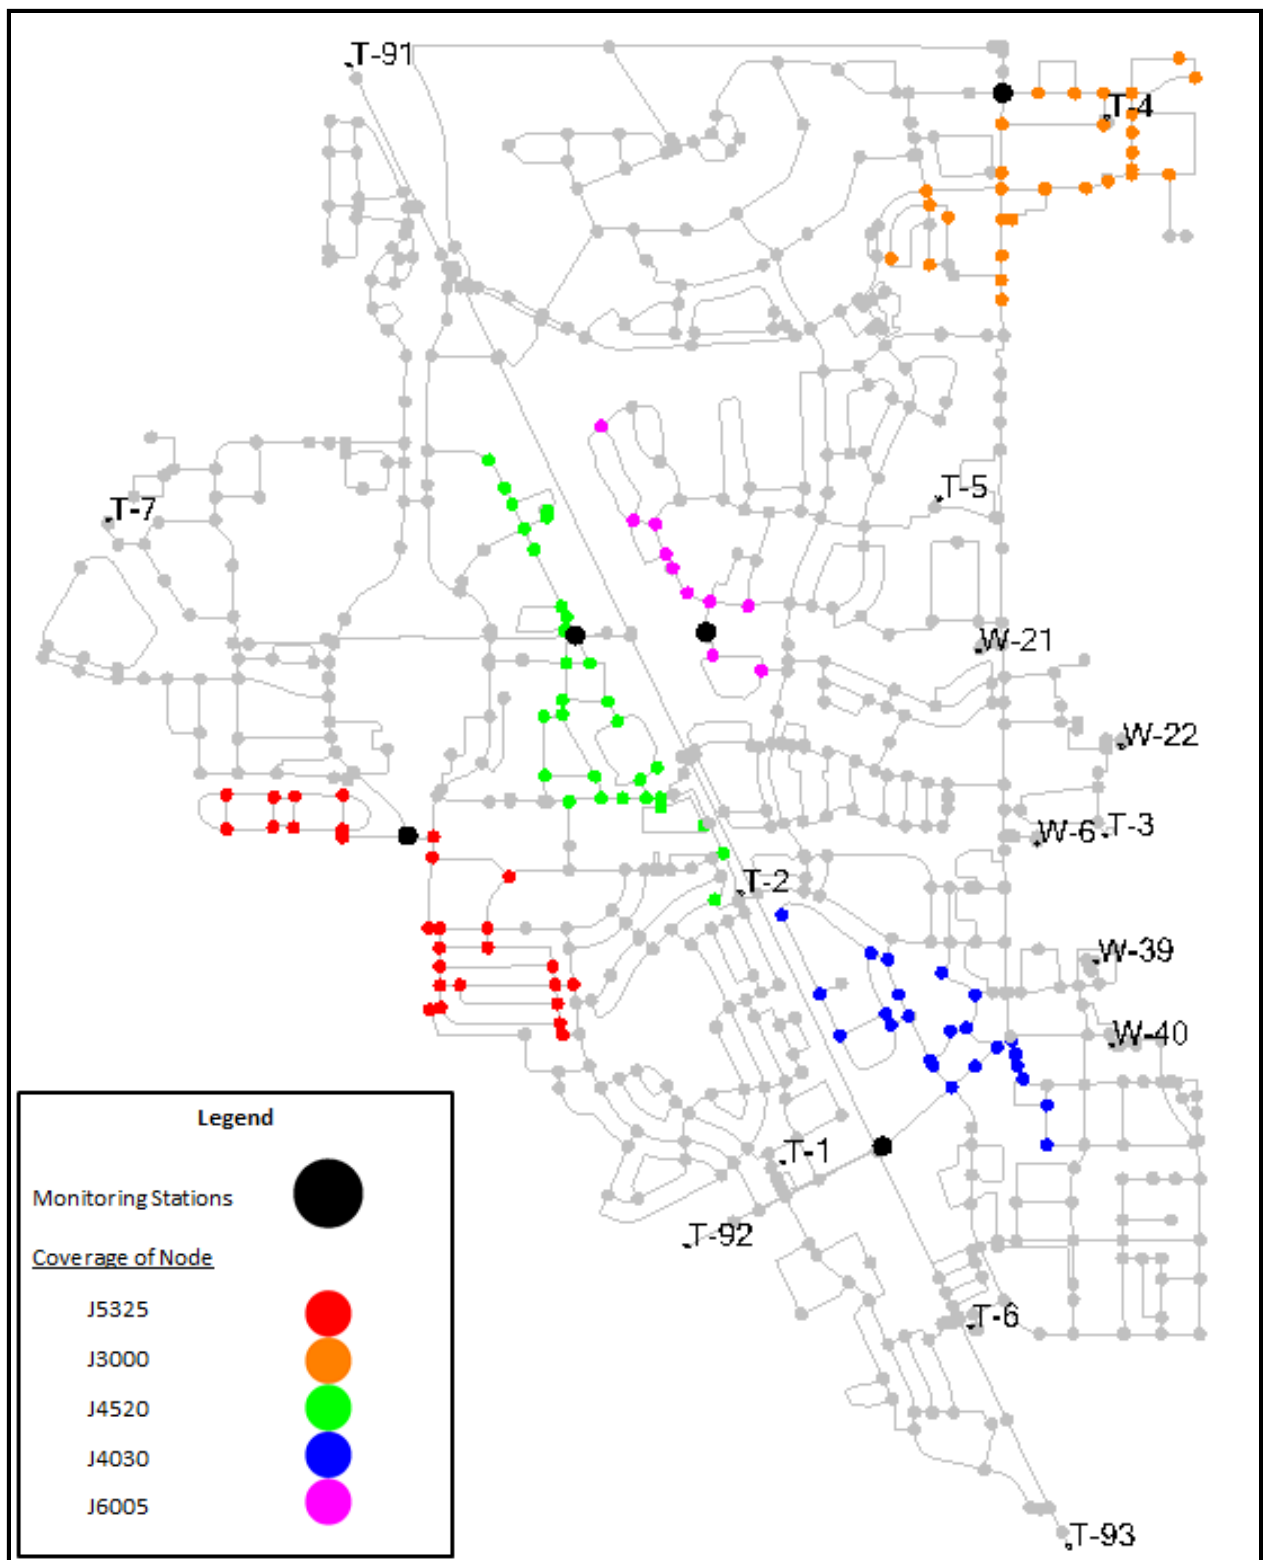 T-91
T-4
T-5
T-7
W-21
W-22
W-6
T-3
T-2
W-39
W-40
T-1
T-92
T-6
T-93
Legend
Monitoring Stations
Coverage of Node
J5325
J3000
J4520
J4030
J6005